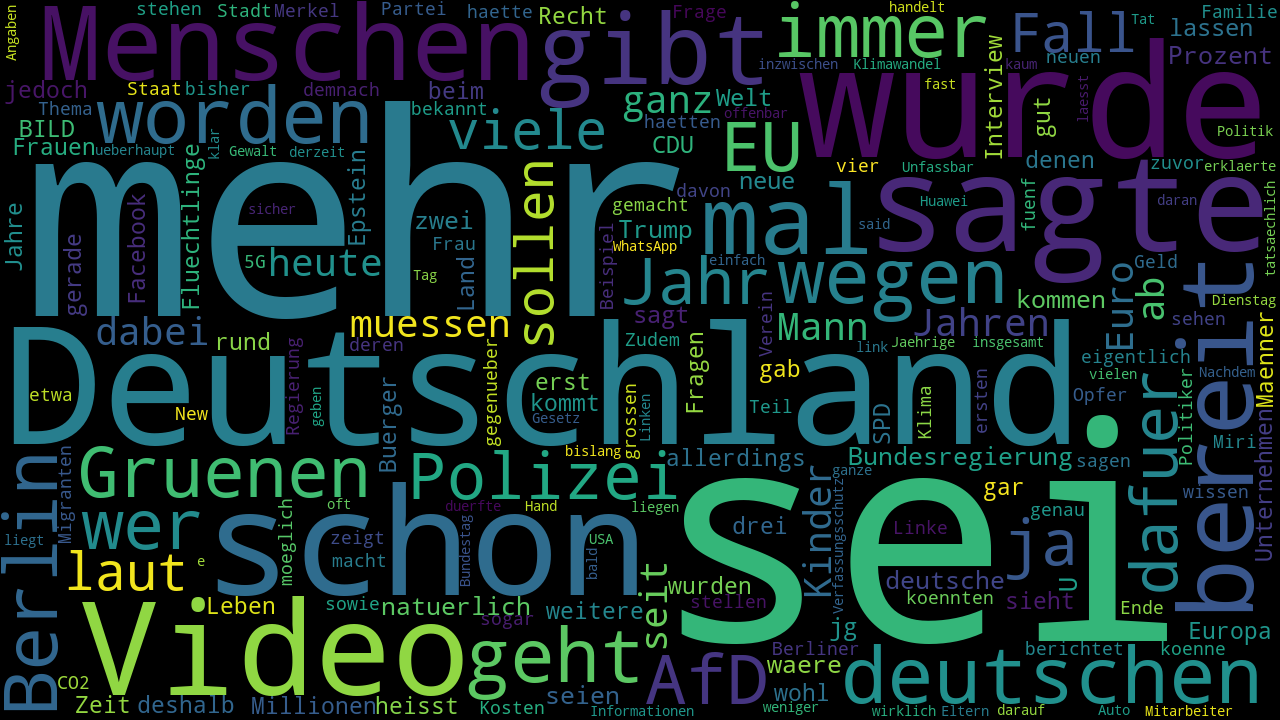 Angaben
stehen
Stadt
Merkel
Partei
haette
Recht
Frage
handelt
Tat
Familie
Menschen
gibt
immer
Fall
lassen
Prozent
jedoch
Staat
bisher
demnach
beim
inzwischen
Klimawandel
Interview
neuen
kaum
laesst
wurde
Thema
worden
bekannt
ganz
Welt
offenbar
fast
gut
Politik
BILD
viele
haetten
EU
Frauen
ueberhaupt
klar
Gewalt
derzeit
CDU
vier
Unfassbar
denen
zuvor
erklaerte
mehr
Fluechtlinge
Epstein
sollen
davon
neue
mal
sagte
fuenf
daran
tatsaechlich
Jahre
gerade
Facebook
sicher
zwei
Frau
gemacht
Trump
Huawei
said
5G
heute
Tag
Land
Beispiel
WhatsApp
einfach
Jahr
wegen
Euro
Geld
ab
bereits
Dienstag
dabei
rund
muessen
deren
sagt
Zudem
Verein
Mann
Jahren
kommen
sehen
Maenner
Deutschland
Regierung
gegenueber
Fragen
link
Jaehrige
insgesamt
eigentlich
vielen
Nachdem
etwa
New
geben
Buerger
erst
kommt
Gesetz
grossen
Linken
gab
Teil
SPD
Klima
ersten
Opfer
dafuer
Politiker
Miri
Berlin
Migranten
Gruenen
Polizei
bislang
allerdings
Bundesregierung
sagen
Unternehmen
wer
moeglich
oft
schon
duerfte
Hand
liegen
sei
drei
Kinder
Verfassungsschutz
ganze
gar
Linke
genau
wissen
liegt
laut
e
zeigt
macht
Bundestag
USA
bald
seit
wurden
stellen
deutsche
koennten
ja
sieht
U
Ende
Leben
sowie
natuerlich
sogar
weitere
jg
Europa
Video
geht
AfD
waere
Berliner
deutschen
berichtet
koenne
CO2
Zeit
deshalb
Millionen
heisst
Kosten
seien
Informationen
wohl
weniger
wirklich
Eltern
darauf
Auto
Mitarbeiter